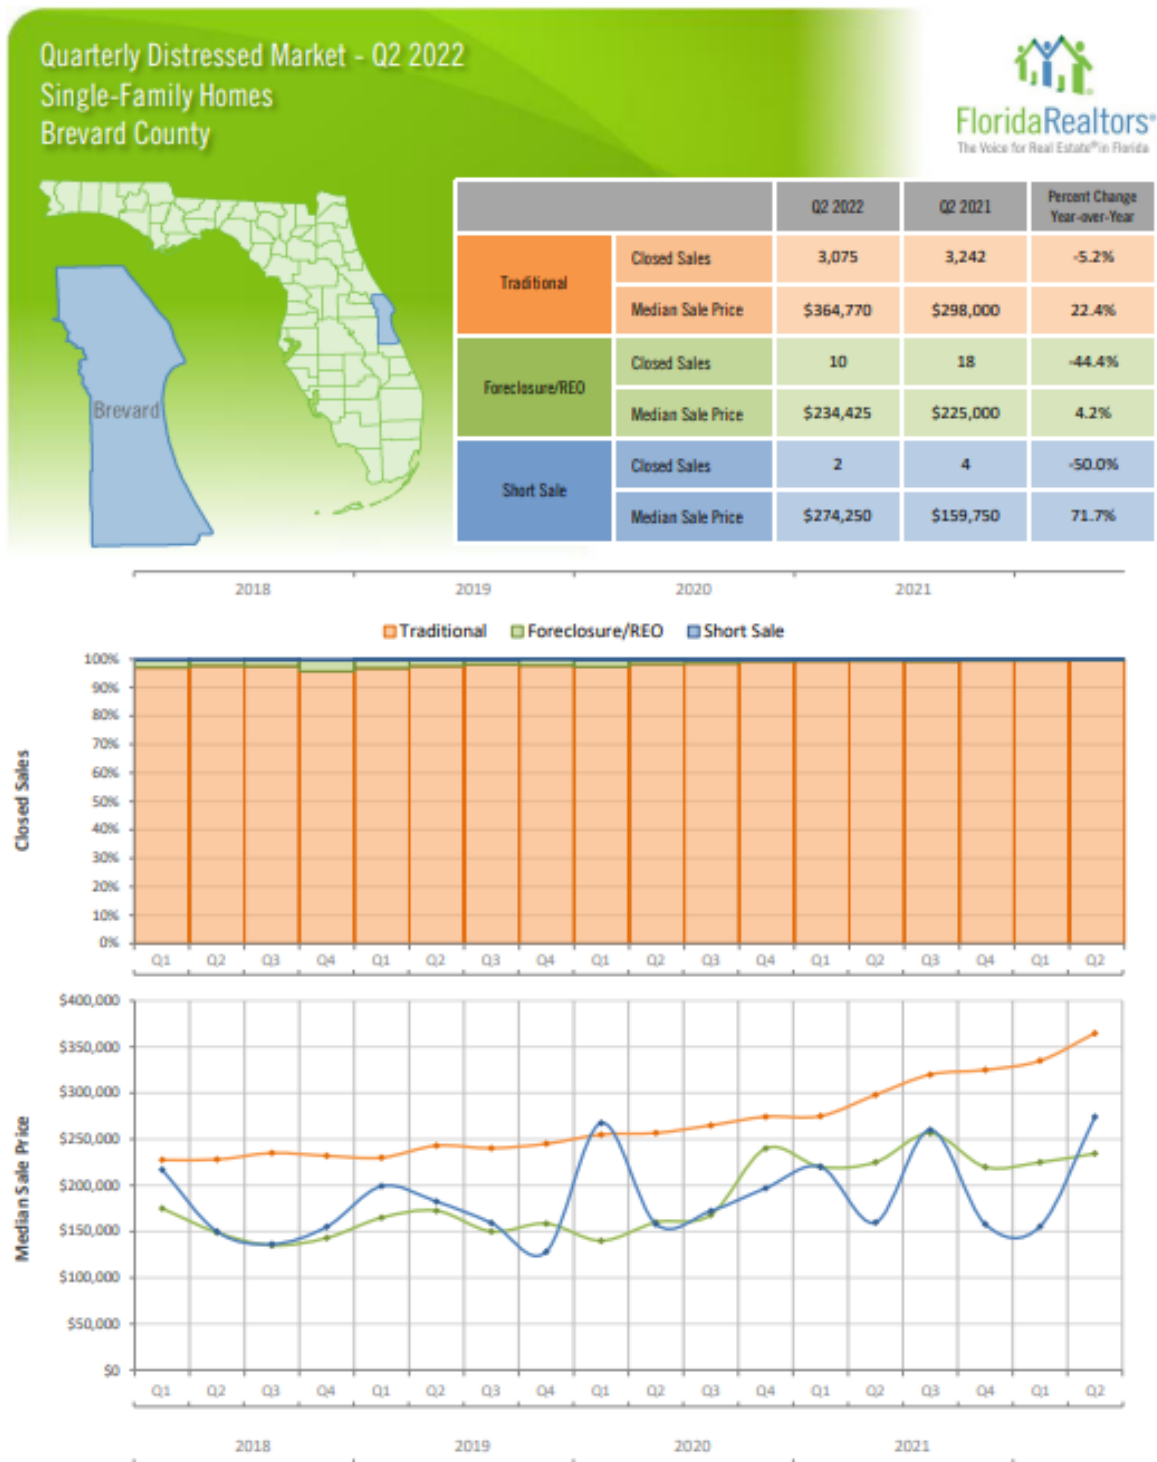 Quarterly Distressed Market - Q2 2022
Single-Family Homes
Brevard County
FloridaRealtors®
The Voice for Real Estate® in Florida
Brevard
Q2 2022 Q2 2021 Percent Change Year-over-Year
Traditional Closed Sales 3,075 3,242 -5.2%
Median Sale Price $364,770 $298,000 22.4%
Foreclosure/REO Closed Sales 10 18 -44.4%
Median Sale Price $234,425 $225,000 4.2%
Short Sale Closed Sales 2 4 -50.0%
Median Sale Price $274,250 $159,750 71.7%
2018 2019 2020 2021
Traditional Foreclosure/REO Short Sale
Closed Sales
100%
90%
80%
70%
60%
50%
40%
30%
20%
10%
0%
Q1 Q2 Q3 Q4 Q1 Q2 Q3 Q4 Q1 Q2 Q3 Q4 Q1 Q2 Q3 Q4 Q1 Q2
Median Sale Price
$400,000
$350,000
$300,000
$250,000
$200,000
$150,000
$100,000
$50,000
$0
Q1 Q2 Q3 Q4 Q1 Q2 Q3 Q4 Q1 Q2 Q3 Q4 Q1 Q2 Q3 Q4 Q1 Q2
2018 2019 2020 2021